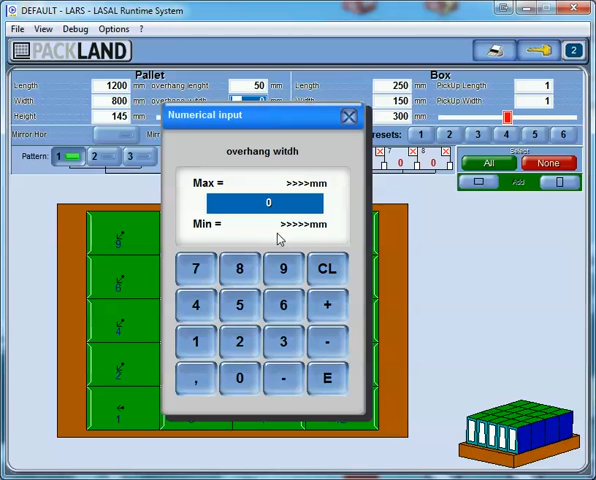 DEFAULT - LARS - LASAL Runtime System
File View Debug Options ?
PACKLAND
2
Pallet
Length 1200 mm overhang lenght 50 mm
Width 800 mm
Height 145 mm
Mirror Hor
Pattern: 1 2 3
Box
250 mm PickUp Length 1
150 mm PickUp Width 1
300 mm
resets: 1 2 3 4 5 6
7 8
0 0
Select
All None
Add
Numerical input
overhang witdh
Max = >>>>mm
0
Min = >>>>>mm
7 8 9 CL
4 5 6 +
1 2 3 -
, 0 - E
4
2
1